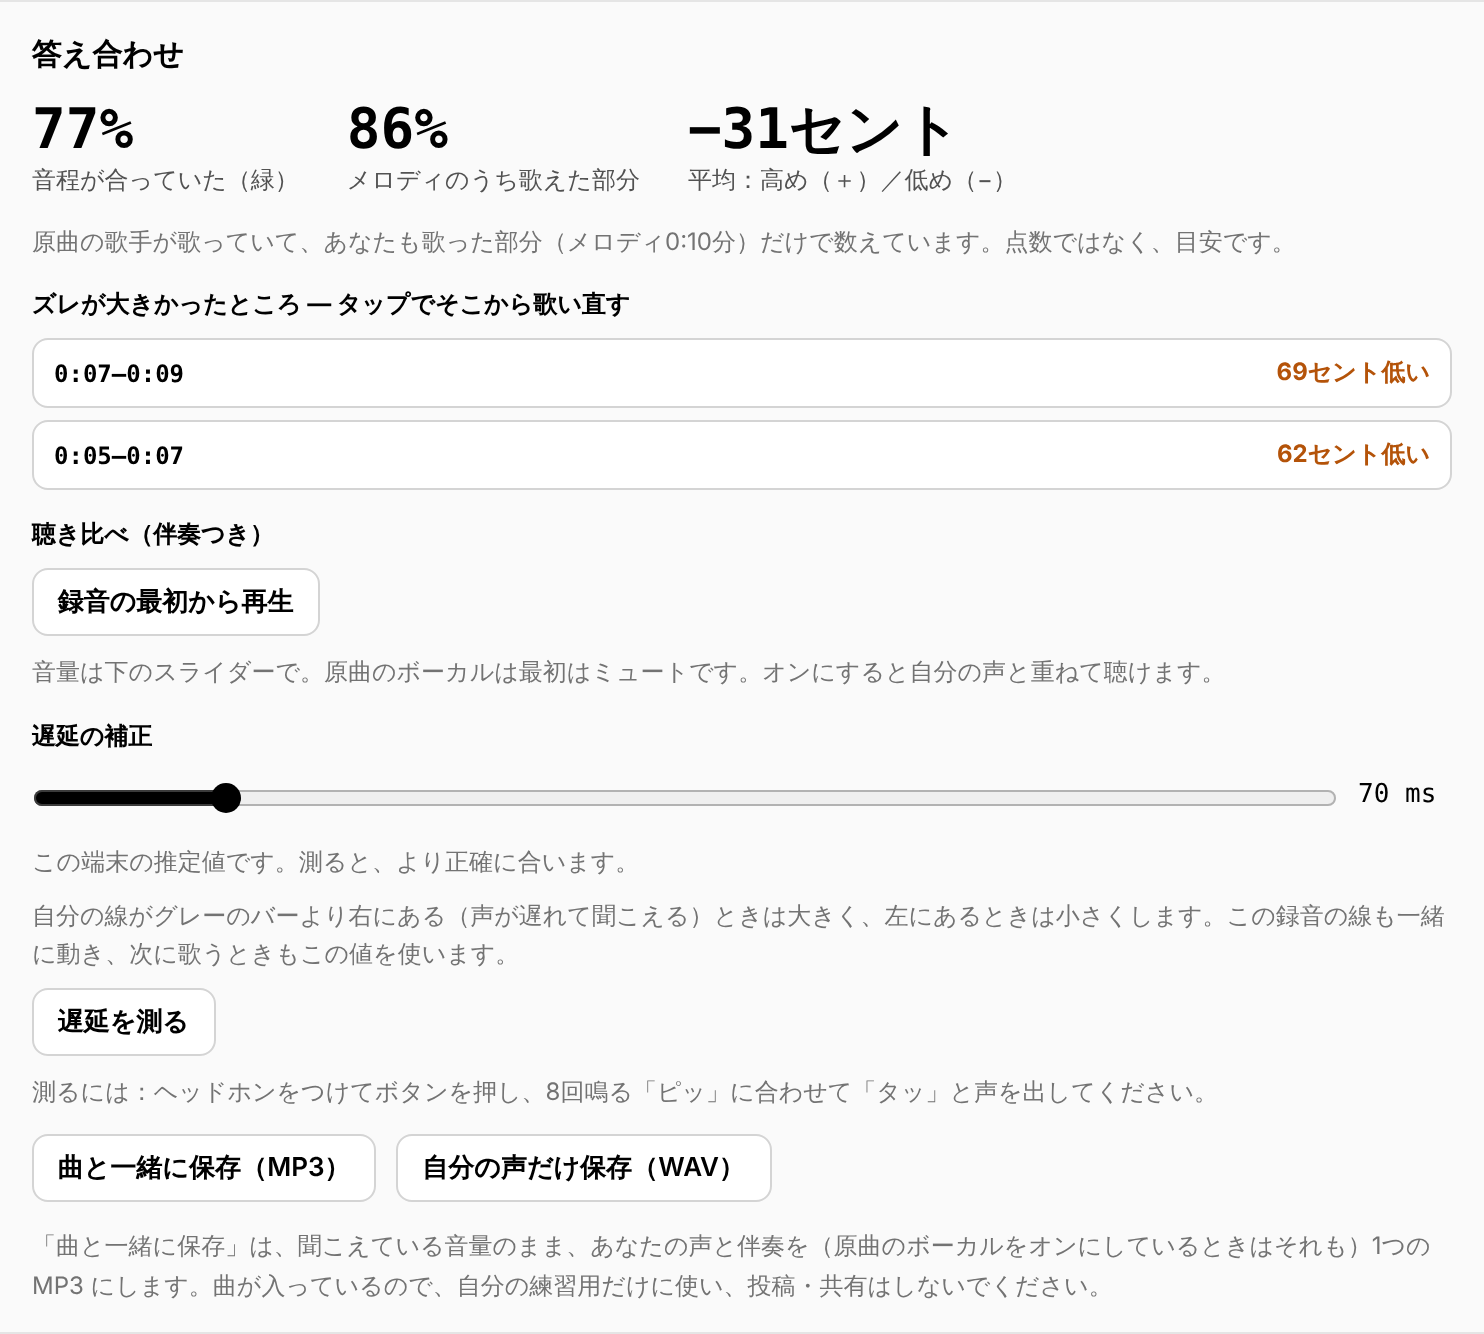 答え合わせ
77%
86%
−31セント
音程が合っていた（緑）
メロディのうち歌えた部分
平均：高め（＋）／低め（−）
原曲の歌手が歌っていて、あなたも歌った部分（メロディ0:10分）だけで数えています。点数ではなく、目安です。
ズレが大きかったところ — タップでそこから歌い直す
0:07–0:09
69セント低い
0:05–0:07
62セント低い
聴き比べ（伴奏つき）
録音の最初から再生
音量は下のスライダーで。原曲のボーカルは最初はミュートです。オンにすると自分の声と重ねて聴けます。
遅延の補正
70 ms
この端末の推定値です。測ると、より正確に合います。
自分の線がグレーのバーより右にある（声が遅れて聞こえる）ときは大きく、左にあるときは小さくします。この録音の線も一緒
に動き、次に歌うときもこの値を使います。
遅延を測る
測るには：ヘッドホンをつけてボタンを押し、8回鳴る「ピッ」に合わせて「タッ」と声を出してください。
曲と一緒に保存（MP3）
自分の声だけ保存（WAV）
「曲と一緒に保存」は、聞こえている音量のまま、あなたの声と伴奏を（原曲のボーカルをオンにしているときはそれも）1つの
MP3 にします。曲が入っているので、自分の練習用だけに使い、投稿・共有はしないでください。